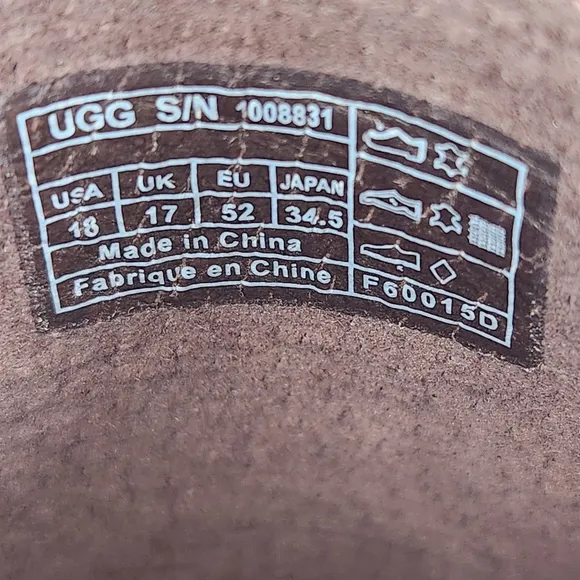 UGG S/N 1008831
USA UK EU JAPAN
18 17 52 34.5
Made in China
Fabrique en Chine
F60015D